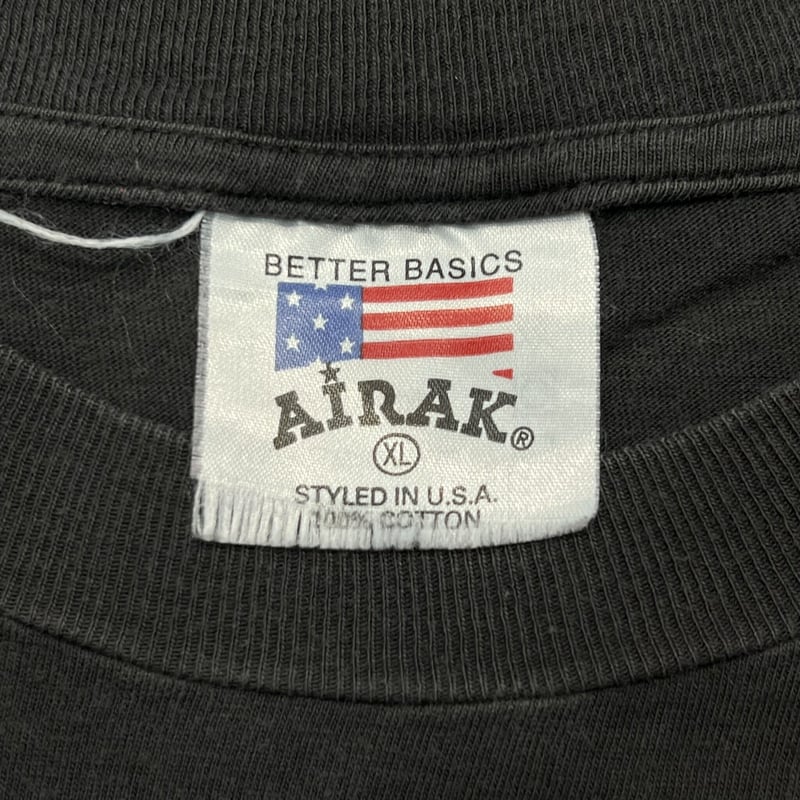 BETTER BASICS
AIRAK®
XL
STYLED IN U.S.A.
100% COTTON